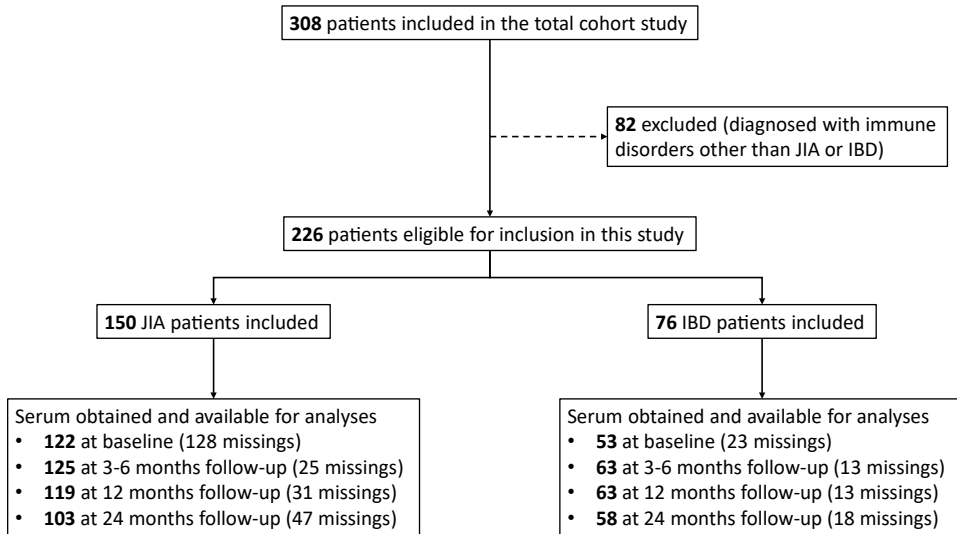 308 patients included in the total cohort study
82 excluded (diagnosed with immune
disorders other than JIA or IBD)
226 patients eligible for inclusion in this study
150 JIA patients included
76 IBD patients included
Serum obtained and available for analyses
• 122 at baseline (128 missings)
• 125 at 3-6 months follow-up (25 missings)
• 119 at 12 months follow-up (31 missings)
• 103 at 24 months follow-up (47 missings)
Serum obtained and available for analyses
• 53 at baseline (23 missings)
• 63 at 3-6 months follow-up (13 missings)
• 63 at 12 months follow-up (13 missings)
• 58 at 24 months follow-up (18 missings)